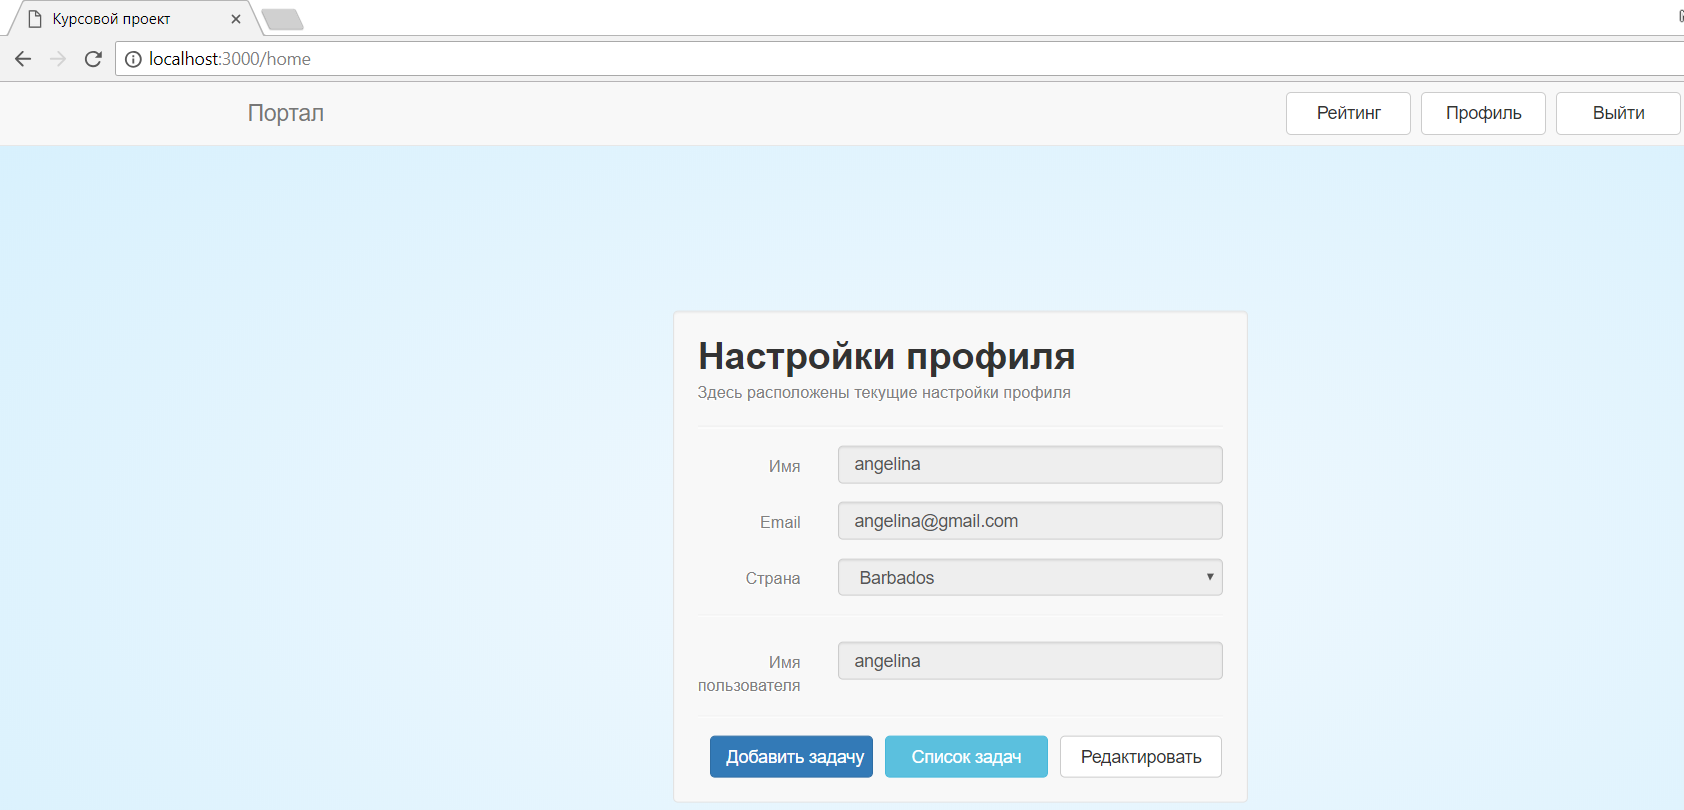 Курсовой проект
localhost:3000/home
Портал
Рейтинг
Профиль
Выйти
Настройки профиля
Здесь расположены текущие настройки профиля
Имя
angelina
Email
angelina@gmail.com
Страна
Barbados
Имя
пользователя
angelina
Добавить задачу
Список задач
Редактировать